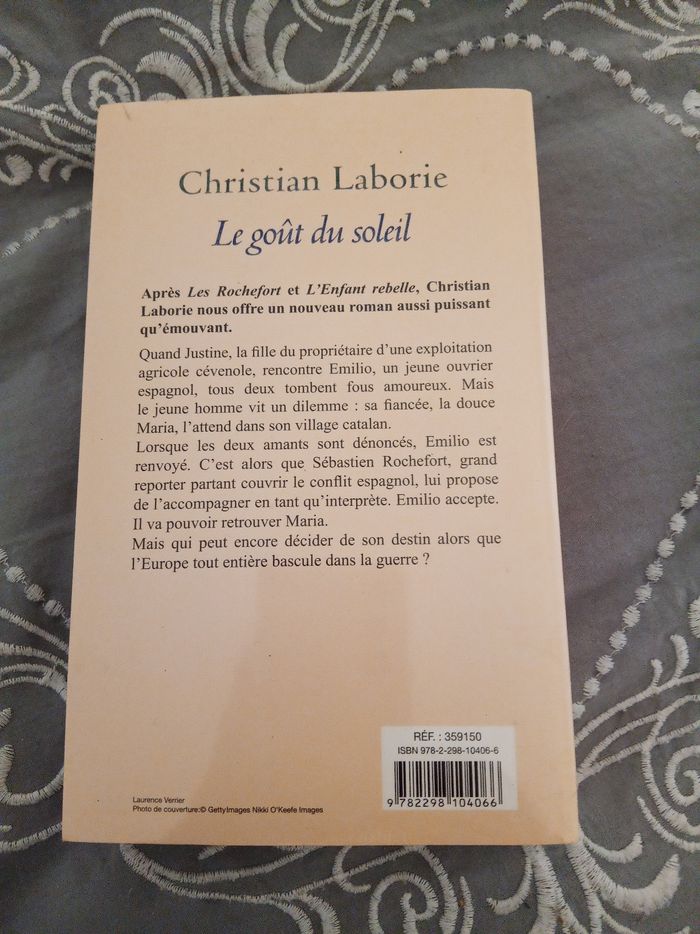 Christian Laborie
Le goût du soleil
Après Les Rochefort et L'Enfant rebelle, Christian
Laborie nous offre un nouveau roman aussi puissant
qu'émouvant.
Quand Justine, la fille du propriétaire d'une exploitation
agricole cévenole, rencontre Emilio, un jeune ouvrier
espagnol, tous deux tombent fous amoureux. Mais
le jeune homme vit un dilemme : sa fiancée, la douce
Maria, l'attend dans son village catalan.
Lorsque les deux amants sont dénoncés, Emilio est
renvoyé. C'est alors que Sébastien Rochefort, grand
reporter partant couvrir le conflit espagnol, lui propose
de l'accompagner en tant qu'interprète. Emilio accepte.
Il va pouvoir retrouver Maria.
Mais qui peut encore décider de son destin alors que
l'Europe tout entière bascule dans la guerre ?
RÉF. : 359150
ISBN 978-2-298-10406-6
9 782298 104066
Laurence Verrier
Photo de couverture:© GettyImages Nikki O'Keefe Images